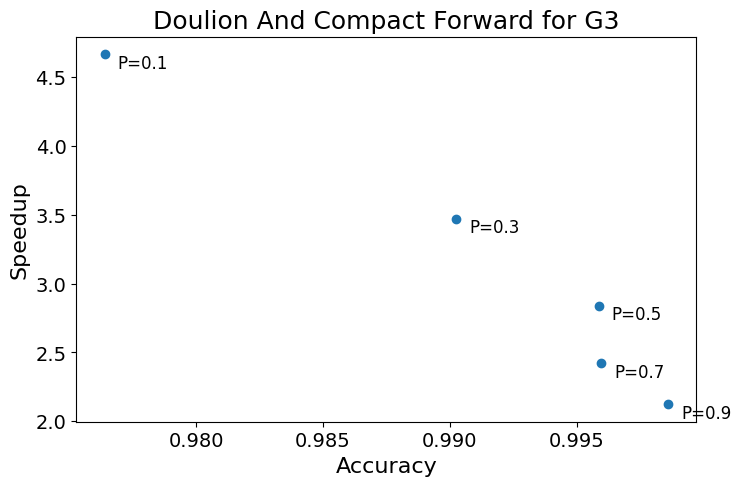 Doulion And Compact Forward for G3
Speedup
4.5
4.0
3.5
3.0
2.5
2.0
P=0.1
P=0.3
P=0.5
P=0.7
P=0.9
0.980
0.985
0.990
0.995
Accuracy